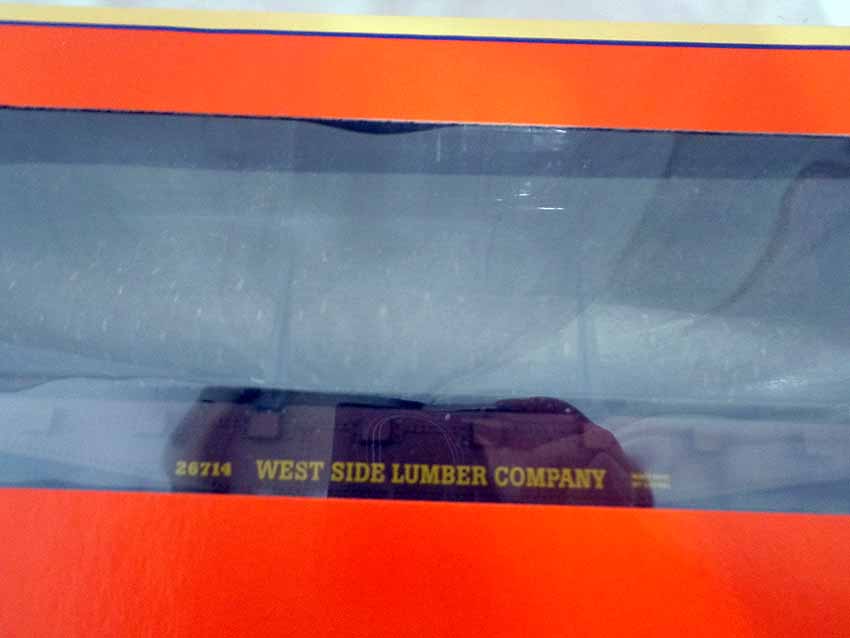 26714 WEST SIDE LUMBER COMPANY